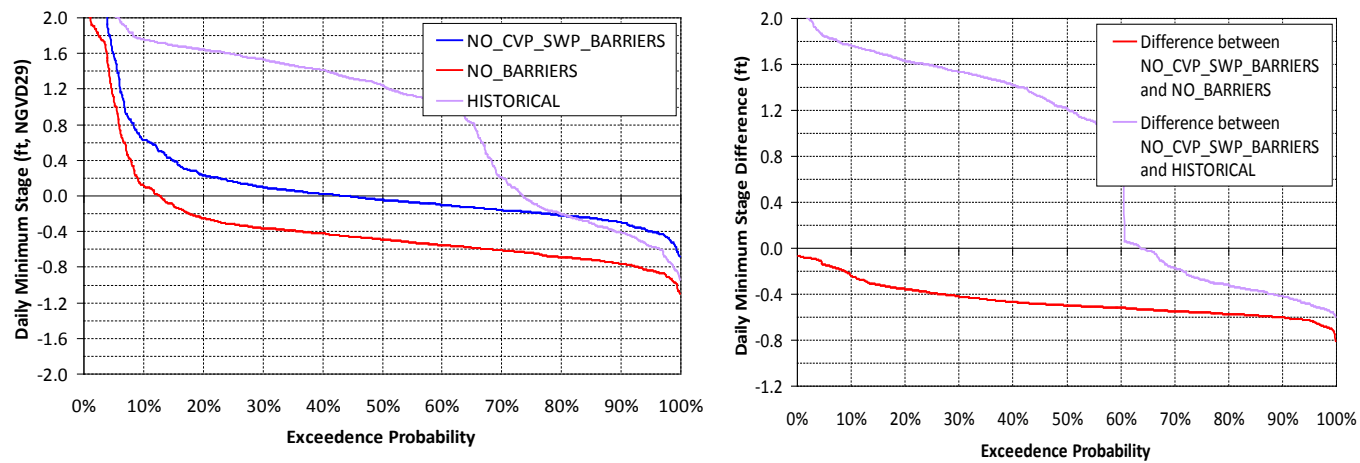 Daily Minimum Stage (ft, NGVD29)
2.0
1.6
1.2
0.8
0.4
0.0
-0.4
-0.8
-1.2
-1.6
-2.0
NO_CVP_SWP_BARRIERS
NO_BARRIERS
HISTORICAL
0% 10% 20% 30% 40% 50% 60% 70% 80% 90% 100%
Exceedence Probability
Daily Minimum Stage Difference (ft)
2.0
1.6
1.2
0.8
0.4
0.0
-0.4
-0.8
-1.2
Difference between
NO_CVP_SWP_BARRIERS
and NO_BARRIERS
Difference between
NO_CVP_SWP_BARRIERS
and HISTORICAL
0% 10% 20% 30% 40% 50% 60% 70% 80% 90% 100%
Exceedence Probability